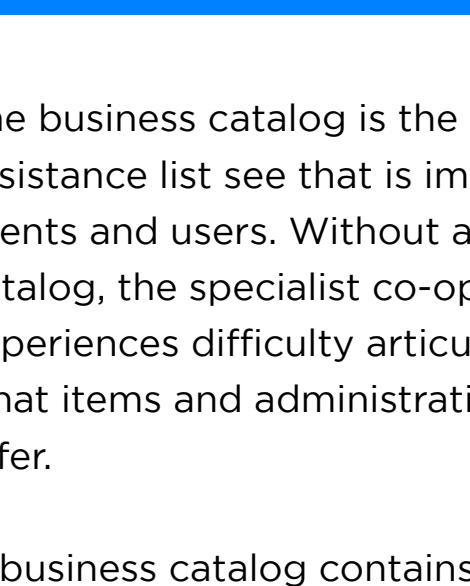 ne business catalog is the
sistance list see that is im
ents and users. Without a
talog, the specialist co-op
periences difficulty articu
hat items and administrati
fer.
business catalog contains